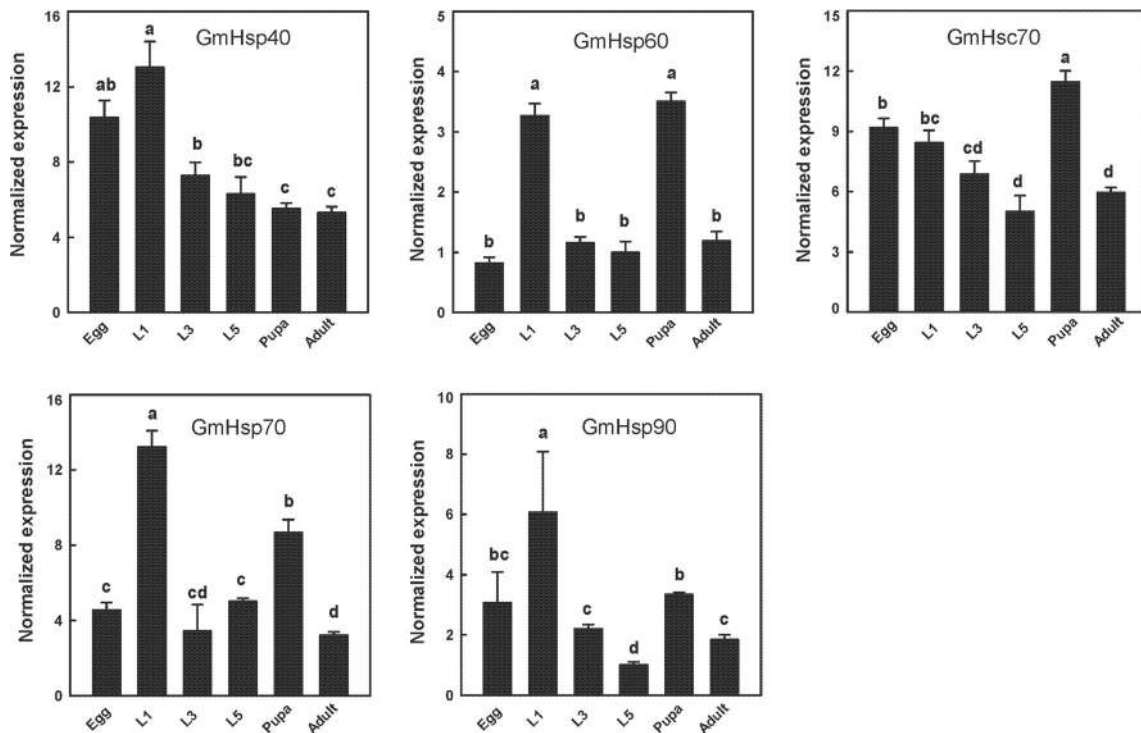 GmHsp40
Normalized expression
16
12
8
4
0
ab
a
b
bc
c
c
Egg
L1
L3
L5
Pupa
Adult
GmHsp60
Normalized expression
5
4
3
2
1
0
b
a
b
b
a
b
Egg
L1
L3
L5
Pupa
Adult
GmHsc70
Normalized expression
15
12
9
6
3
0
b
bc
cd
d
a
d
Egg
L1
L3
L5
Pupa
Adult
GmHsp70
Normalized expression
16
12
8
4
0
c
a
cd
c
b
d
Egg
L1
L3
L5
Pupa
Adult
GmHsp90
Normalized expression
10
8
6
4
2
0
bc
a
c
d
b
c
Egg
L1
L3
L5
Pupa
Adult